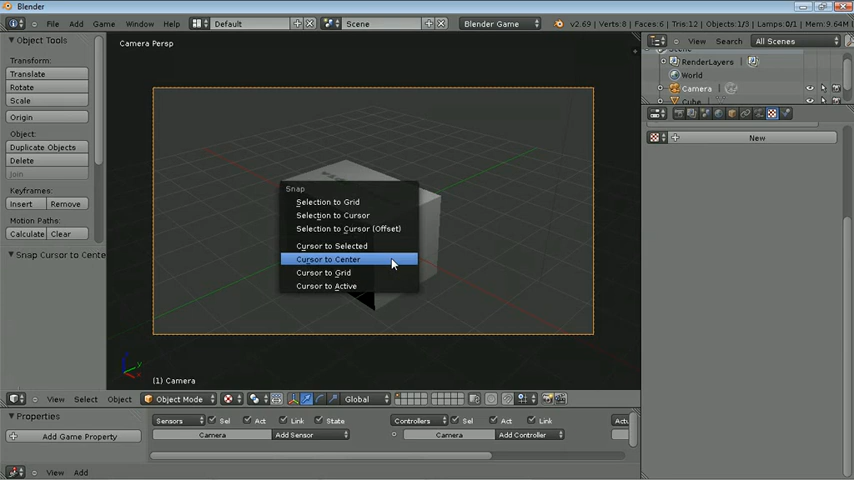 Blender
File Add Game Window Help
Default
Scene
Blender Game
v2.69 | Verts:8 | Faces:6 | Tris:12 | Objects:1/3 | Lamps:0/1 | Mem:9.64M
Object Tools
Transform:
Translate
Rotate
Scale
Origin
Object:
Duplicate Objects
Delete
Join
Keyframes:
Insert Remove
Motion Paths:
Calculate Clear
Snap Cursor to Center
Camera Persp
Snap
Selection to Grid
Selection to Cursor
Selection to Cursor (Offset)
Cursor to Selected
Cursor to Center
Cursor to Grid
Cursor to Active
(1) Camera
View Search All Scenes
RenderLayers
World
Camera
Cube
New
View Select Object Object Mode Global
Properties
Add Game Property
Sensors Sel Act Link State
Camera Add Sensor
Controllers Sel Act Link
Camera Add Controller
Actu
View Add